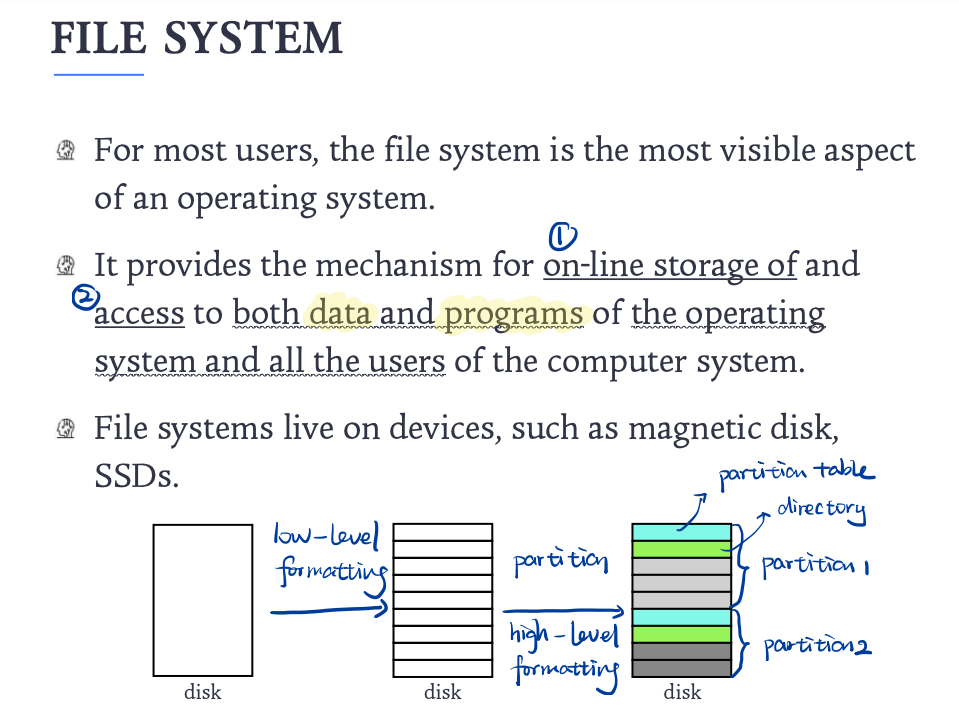 FILE SYSTEM
For most users, the file system is the most visible aspect
of an operating system.
①
It provides the mechanism for on-line storage of and
②
access to both data and programs of the operating
system and all the users of the computer system.
File systems live on devices, such as magnetic disk,
SSDs.
partition table
directory
low-level
formatting
partition
partition 1
high-level
formatting
partition2
disk
disk
disk